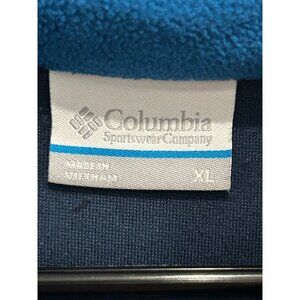 Columbia
Sportswear Company
MADE IN
VIETNAM
XL